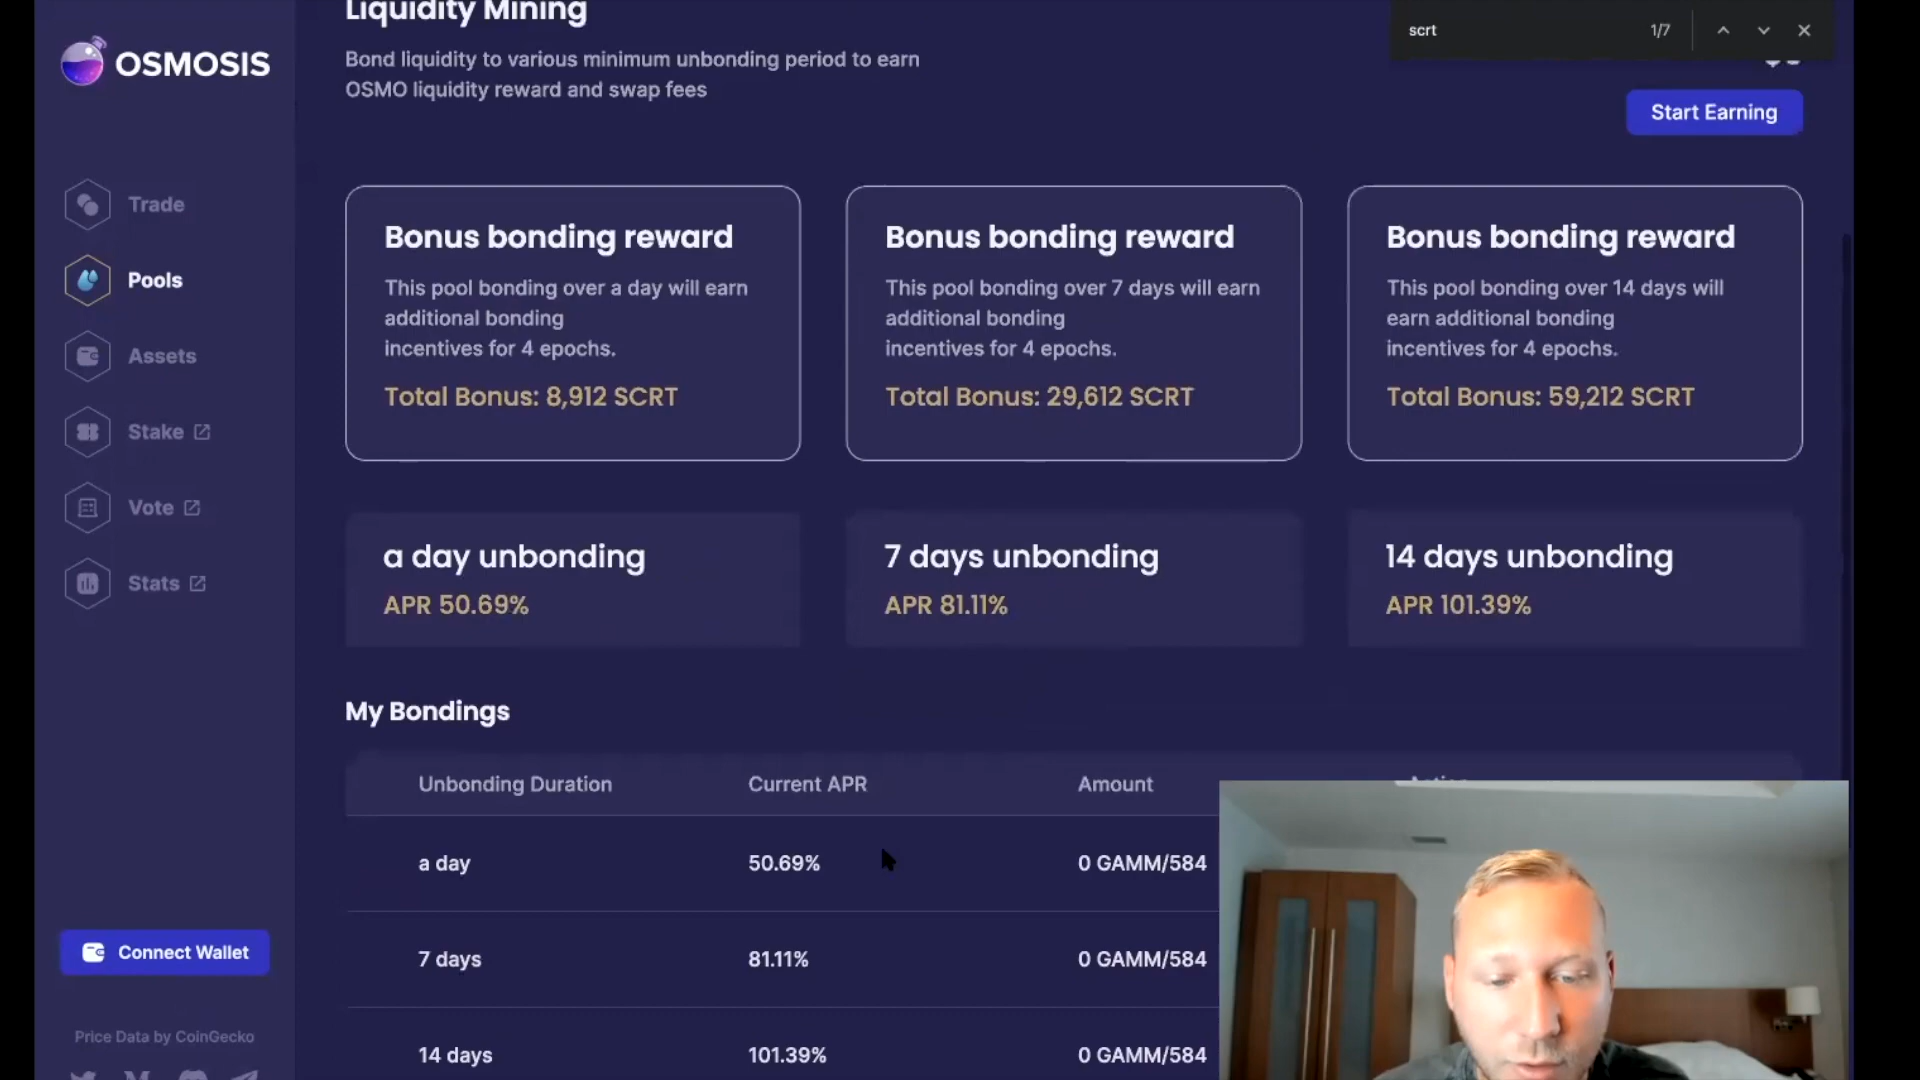 Liquidity Mining
Bond liquidity to various minimum unbonding period to earn
OSMO liquidity reward and swap fees
scrt
1/7
Start Earning
OSMOSIS
Trade
Pools
Assets
Stake
Vote
Stats
Connect Wallet
Price Data by CoinGecko
Bonus bonding reward
This pool bonding over a day will earn
additional bonding
incentives for 4 epochs.
Total Bonus: 8,912 SCRT
Bonus bonding reward
This pool bonding over 7 days will earn
additional bonding
incentives for 4 epochs.
Total Bonus: 29,612 SCRT
Bonus bonding reward
This pool bonding over 14 days will
earn additional bonding
incentives for 4 epochs.
Total Bonus: 59,212 SCRT
a day unbonding
APR 50.69%
7 days unbonding
APR 81.11%
14 days unbonding
APR 101.39%
My Bondings
Unbonding Duration Current APR Amount
a day 50.69% 0 GAMM/584
7 days 81.11% 0 GAMM/584
14 days 101.39% 0 GAMM/584